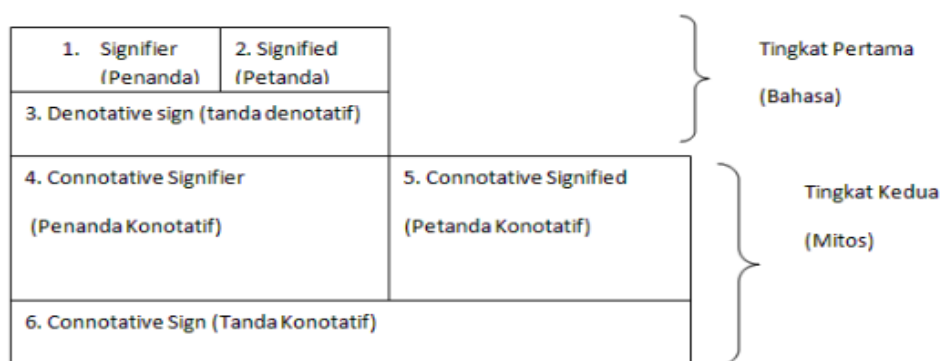 1. Signifier
(Penanda)
2. Signified
(Petanda)
Tingkat Pertama
(Bahasa)
3. Denotative sign (tanda denotatif)
4. Connotative Signifier
(Penanda Konotatif)
5. Connotative Signified
(Petanda Konotatif)
Tingkat Kedua
(Mitos)
6. Connotative Sign (Tanda Konotatif)